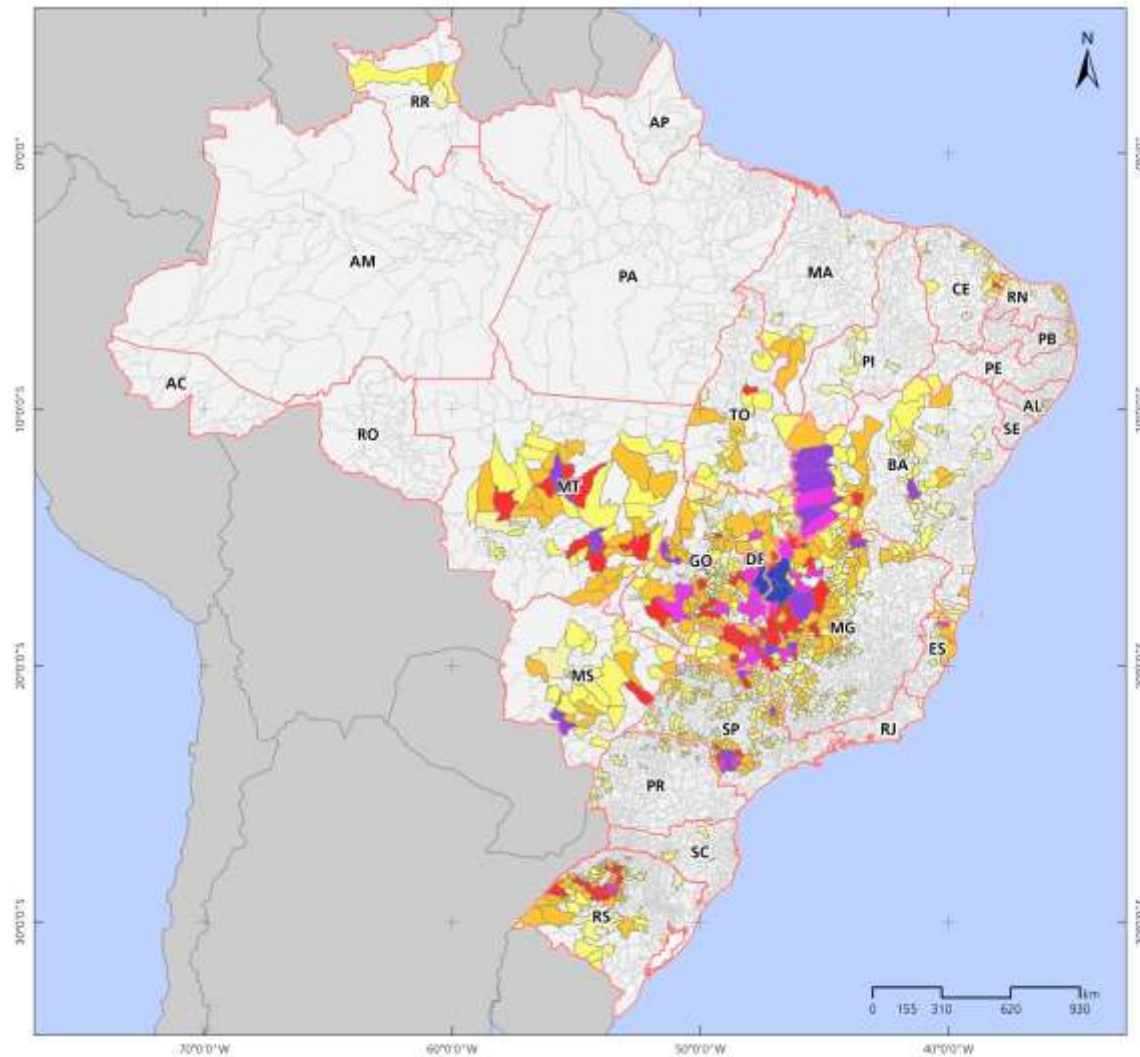 N
RR
AP
0°0'0"
AM
PA
MA
CE
RN
PB
PI
PE
AC
AL
10°0'0"S
TO
SE
RO
BA
MT
GO
DF
MG
ES
20°0'0"S
MS
SP
RJ
PR
SC
RS
30°0'0"S
km
0 155 310 620 930
70°0'0"W 60°0'0"W 50°0'0"W 40°0'0"W